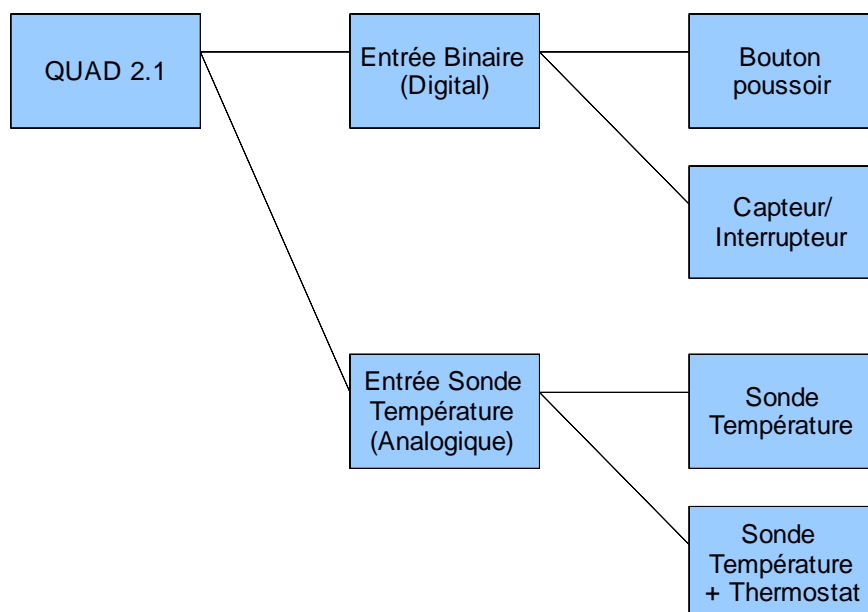 QUAD 2.1
Entrée Binaire
(Digital)
Bouton
poussoir
Capteur/
Interrupteur
Entrée Sonde
Température
(Analogique)
Sonde
Température
Sonde
Température
+ Thermostat